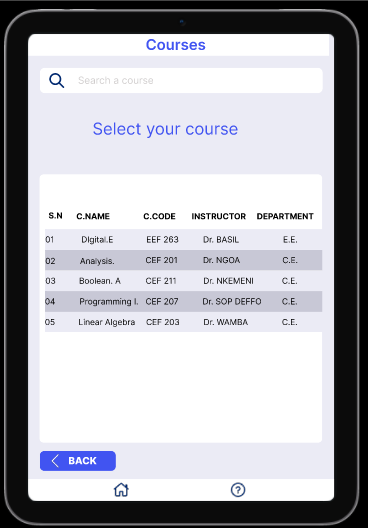 Courses
Search a course
Select your course
S.N C.NAME C.CODE INSTRUCTOR DEPARTMENT
01 DIgital.E EEF 263 Dr. BASIL E.E.
02 Analysis. CEF 201 Dr. NGOA C.E.
03 Boolean. A CEF 211 Dr. NKEMENI C.E.
04 Programming I. CEF 207 Dr. SOP DEFFO C.E.
05 Linear Algebra CEF 203 Dr. WAMBA C.E.
BACK